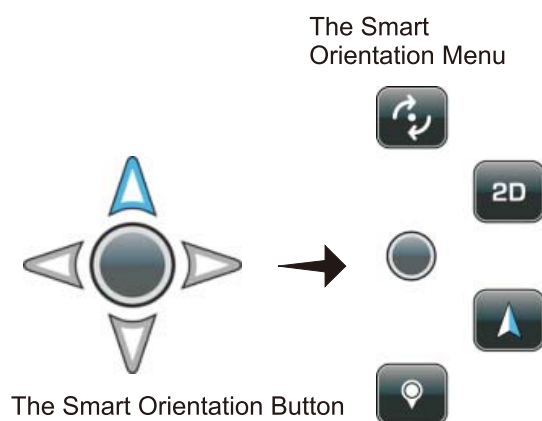 The Smart
Orientation Menu
2D
The Smart Orientation Button